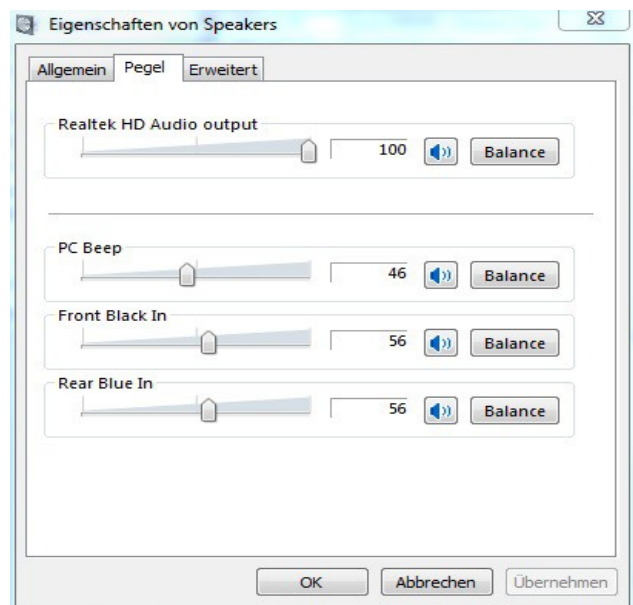 Eigenschaften von Speakers
Allgemein Pegel Erweitert
Realtek HD Audio output
100 Balance
PC Beep
46 Balance
Front Black In
56 Balance
Rear Blue In
56 Balance
OK Abbrechen Übernehmen